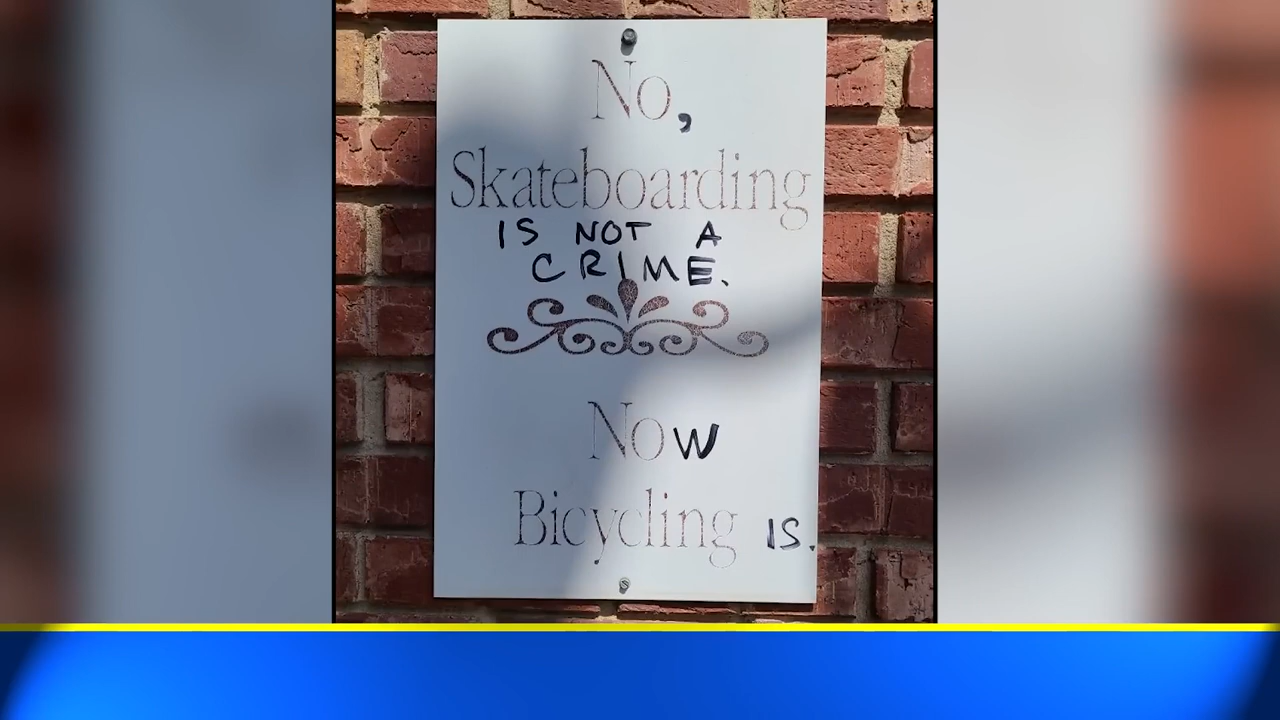 No,
Skateboarding
IS NOT A
CRIME.
Now
Bicycling IS.